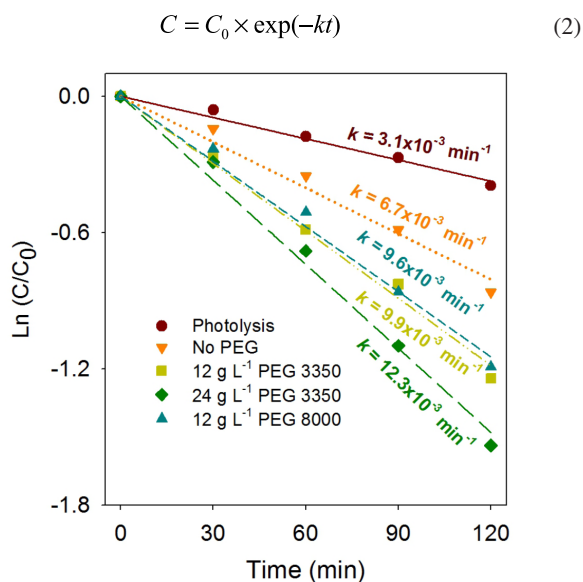 C = C₀ × exp(−kt) (2)
0.0
-0.6
-1.2
-1.8
Ln (C/C₀)
k = 3.1x10⁻³ min⁻¹
k = 6.7x10⁻³ min⁻¹
k = 9.6x10⁻³ min⁻¹
k = 9.9x10⁻³ min⁻¹
k = 12.3x10⁻³ min⁻¹
Photolysis
No PEG
12 g L⁻¹ PEG 3350
24 g L⁻¹ PEG 3350
12 g L⁻¹ PEG 8000
0 30 60 90 120
Time (min)